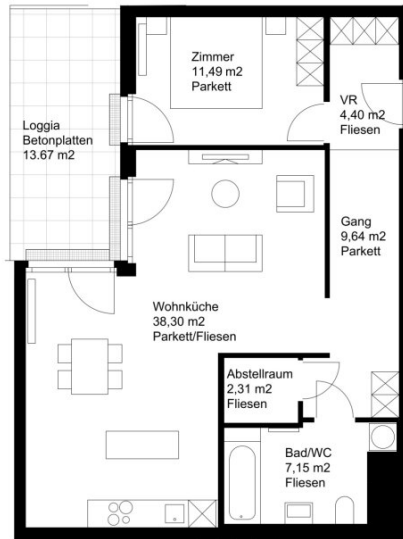 Zimmer
11,49 m2
Parkett
VR
4,40 m2
Fliesen
Loggia
Betonplatten
13.67 m2
Gang
9,64 m2
Parkett
Wohnküche
38,30 m2
Parkett/Fliesen
Abstellraum
2,31 m2
Fliesen
Bad/WC
7,15 m2
Fliesen